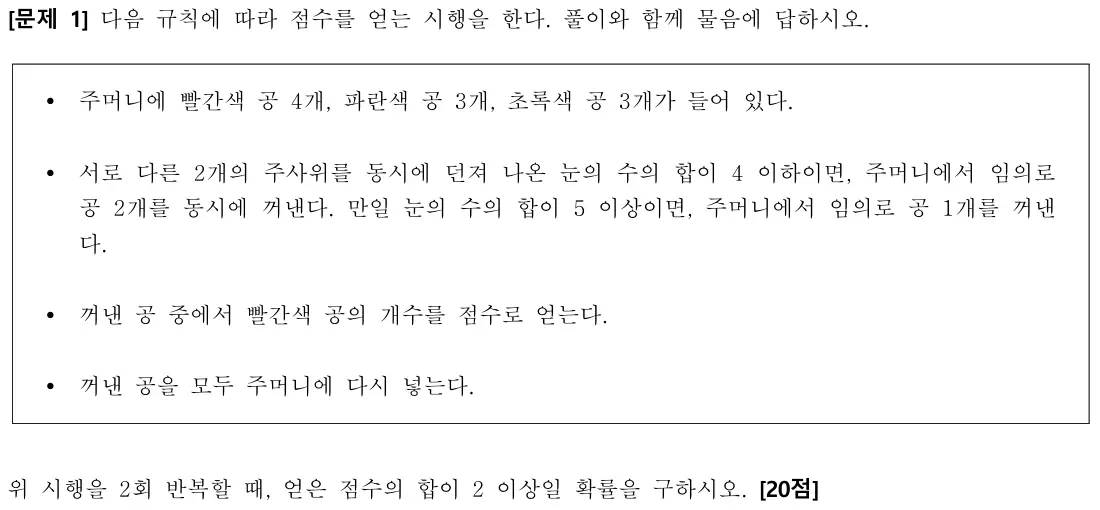 [문제 1] 다음 규칙에 따라 점수를 얻는 시행을 한다. 풀이와 함께 물음에 답하시오.
• 주머니에 빨간색 공 4개, 파란색 공 3개, 초록색 공 3개가 들어 있다.
• 서로 다른 2개의 주사위를 동시에 던져 나온 눈의 수의 합이 4 이하이면, 주머니에서 임의로
공 2개를 동시에 꺼낸다. 만일 눈의 수의 합이 5 이상이면, 주머니에서 임의로 공 1개를 꺼낸
다.
• 꺼낸 공 중에서 빨간색 공의 개수를 점수로 얻는다.
• 꺼낸 공을 모두 주머니에 다시 넣는다.
위 시행을 2회 반복할 때, 얻은 점수의 합이 2 이상일 확률을 구하시오. [20점]